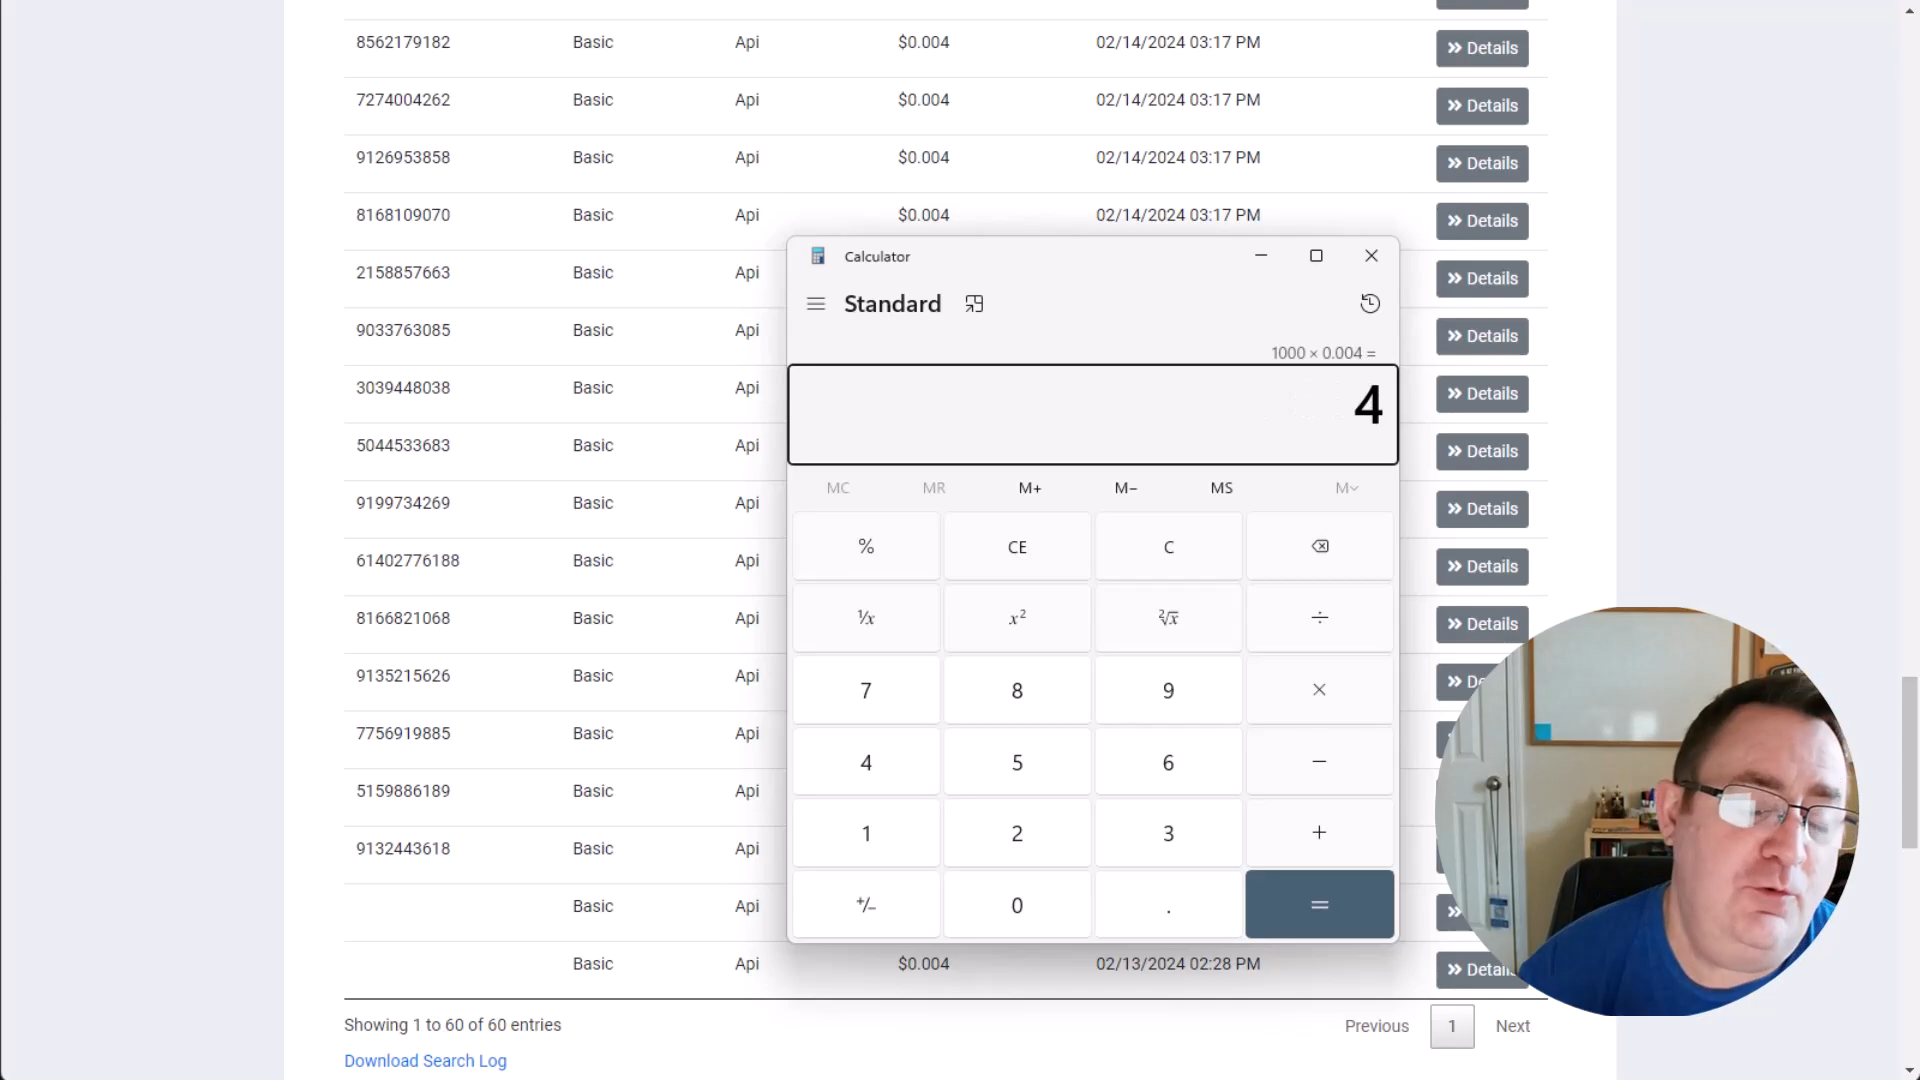 8562179182 Basic Api $0.004 02/14/2024 03:17 PM Details
7274004262 Basic Api $0.004 02/14/2024 03:17 PM Details
9126953858 Basic Api $0.004 02/14/2024 03:17 PM Details
8168109070 Basic Api $0.004 02/14/2024 03:17 PM Details
2158857663 Basic Api Details
9033763085 Basic Api Details
3039448038 Basic Api Details
5044533683 Basic Api Details
9199734269 Basic Api Details
61402776188 Basic Api Details
8166821068 Basic Api Details
9135215626 Basic Api De
7756919885 Basic Api
5159886189 Basic Api
9132443618 Basic Api
Basic Api
Basic Api $0.004 02/13/2024 02:28 PM Details
Calculator
Standard
1000 × 0.004 =
4
MC MR M+ M− MS M
% CE C
1/x x² ²√x ÷
7 8 9 ×
4 5 6 −
1 2 3 +
+/− 0 . =
Showing 1 to 60 of 60 entries
Previous 1 Next
Download Search Log